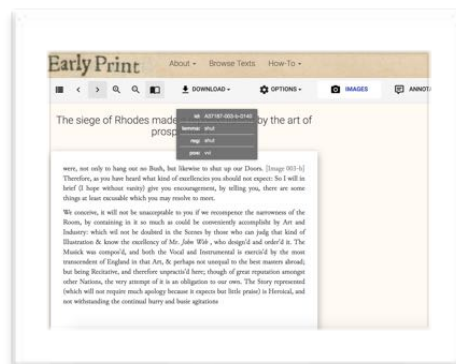 Early Print
About Browse Texts How-To
DOWNLOAD OPTIONS IMAGES ANNOT
The siege of Rhodes made by the art of
prosp
id: A07187-003-b-0140
lemma: shut
reg: shut
pos: vvi
were, not only to hang out no Bush, but likewise to shut up our Doors. [Image 003-b]
Therefore, as you have heard what kind of excellencies you should not expect: So I will in
brief (I hope without vanity) give you encouragement, by telling you, there are some
things at least excusable which you may resolve to meet.
We conceive, it will not be unacceptable to you if we recompence the narrowness of the
Room, by containing in it so much as could be conveniently accomplisht by Art and
Industry: which wil not be doubted in the Scenes by those who can judg that kind of
Illustration & know the excellency of Mr. John Web, who design'd and order'd it. The
Musick was compos'd, and both the Vocal and Instrumental is exercis'd by the most
transcendent of England in that Art, & perhaps not unequal to the best masters abroad;
but being Recitative, and therefore unpractis'd here; though of great reputation amongst
other Nations, the very attempt of it is an obligation to our own. The Story represented
(which will not require much apology because it expects but little praise) is Heroical, and
not withstanding the continual hurry and busie agitations